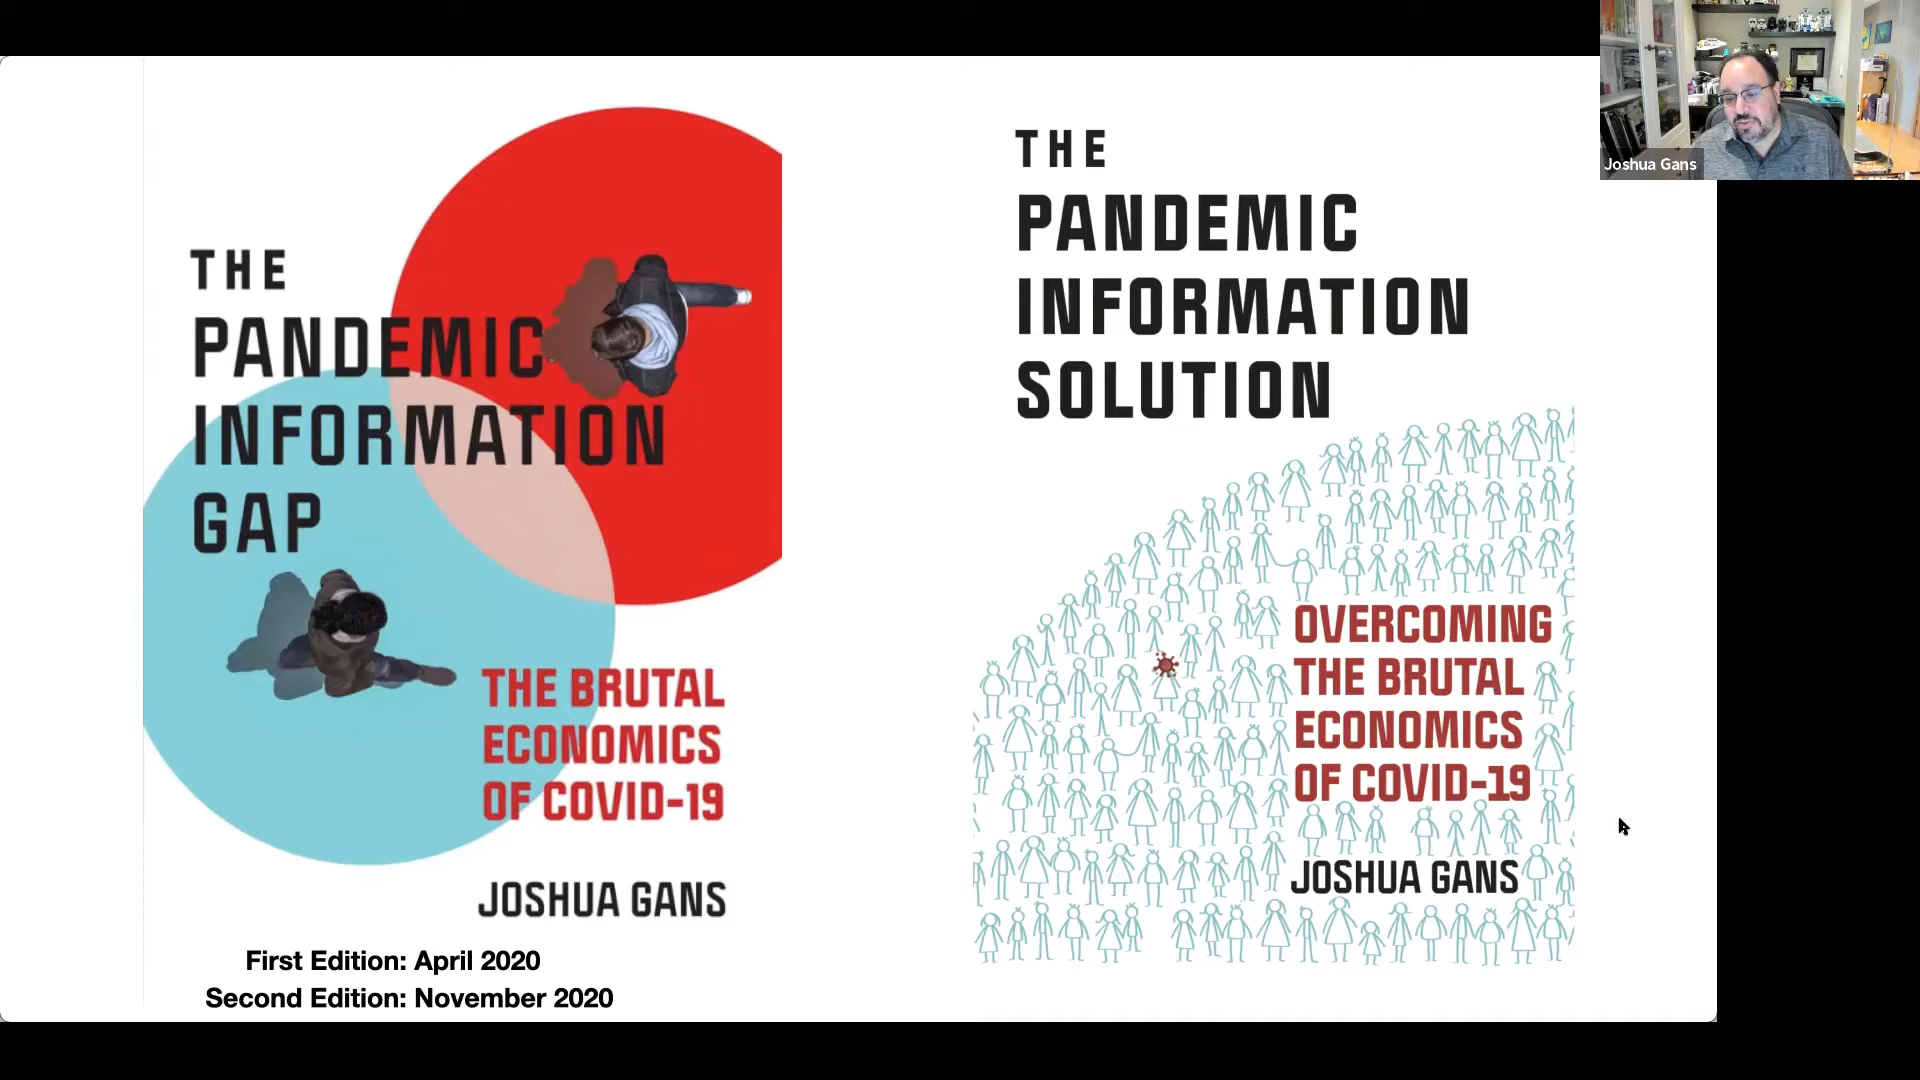 THE
PANDEMIC
INFORMATION
GAP
THE BRUTAL
ECONOMICS
OF COVID-19
JOSHUA GANS
First Edition: April 2020
Second Edition: November 2020
THE
PANDEMIC
INFORMATION
SOLUTION
OVERCOMING
THE BRUTAL
ECONOMICS
OF COVID-19
JOSHUA GANS
Joshua Gans